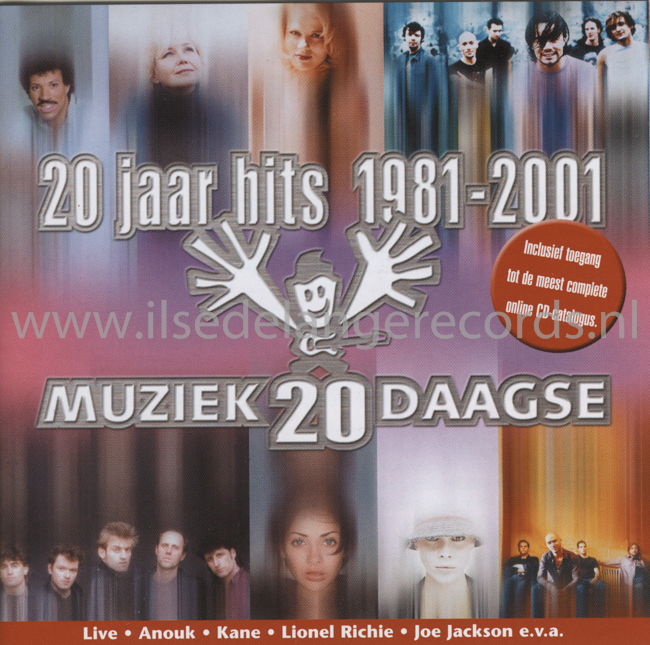 20 jaar hits 1981-2001
Inclusief toegang
tot de meest complete
online CD-catalogus.
www.ilsedelangerecords.nl
MUZIEK 20 DAAGSE
Live • Anouk • Kane • Lionel Richie • Joe Jackson e.v.a.